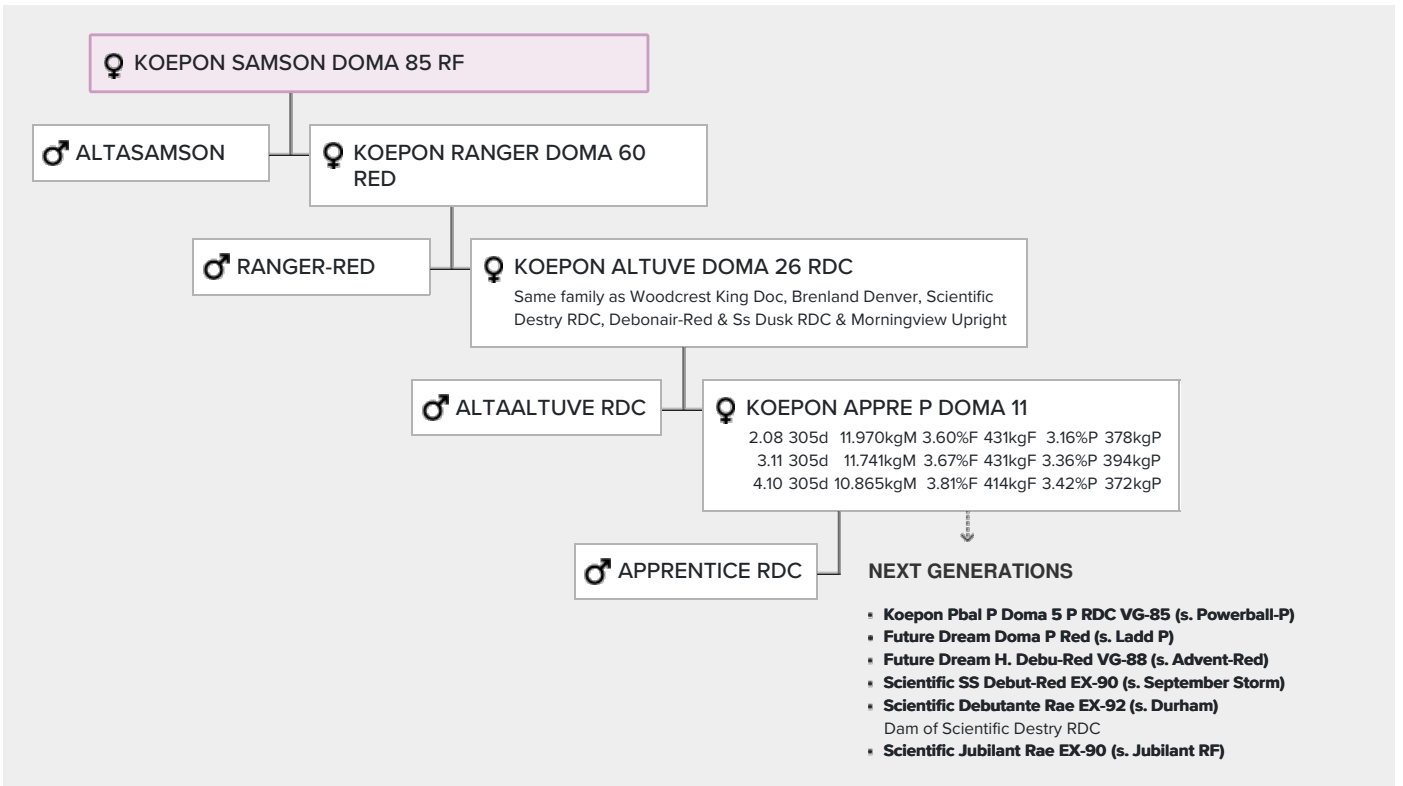 KOEPON SAMSON DOMA 85 RF
ALTASAMSON
KOEPON RANGER DOMA 60
RED
RANGER-RED
KOEPON ALTUVE DOMA 26 RDC
Same family as Woodcrest King Doc, Brenland Denver, Scientific
Destry RDC, Debonair-Red & Ss Dusk RDC & Morningview Upright
ALTAALTUVE RDC
KOEPON APPRE P DOMA 11
2.08 305d 11.970kgM 3.60%F 431kgF 3.16%P 378kgP
3.11 305d 11.741kgM 3.67%F 431kgF 3.36%P 394kgP
4.10 305d 10.865kgM 3.81%F 414kgF 3.42%P 372kgP
APPRENTICE RDC
NEXT GENERATIONS
▪ Koepon Pbal P Doma 5 P RDC VG-85 (s. Powerball-P)
▪ Future Dream Doma P Red (s. Ladd P)
▪ Future Dream H. Debu-Red VG-88 (s. Advent-Red)
▪ Scientific SS Debut-Red EX-90 (s. September Storm)
▪ Scientific Debutante Rae EX-92 (s. Durham)
Dam of Scientific Destry RDC
▪ Scientific Jubilant Rae EX-90 (s. Jubilant RF)